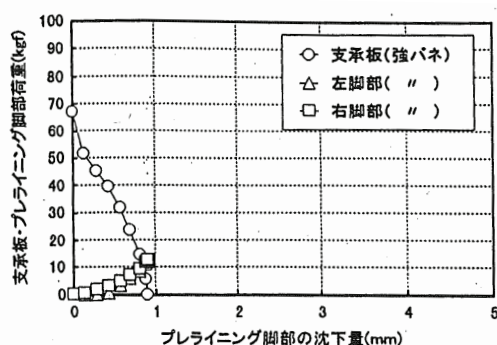 支承板・プレライニング脚部荷重(kgf)
100
90
80
70
60
50
40
30
20
10
0
支承板(強バネ)
左脚部( 〃 )
右脚部( 〃 )
0 1 2 3 4 5
プレライニング脚部の沈下量(mm)